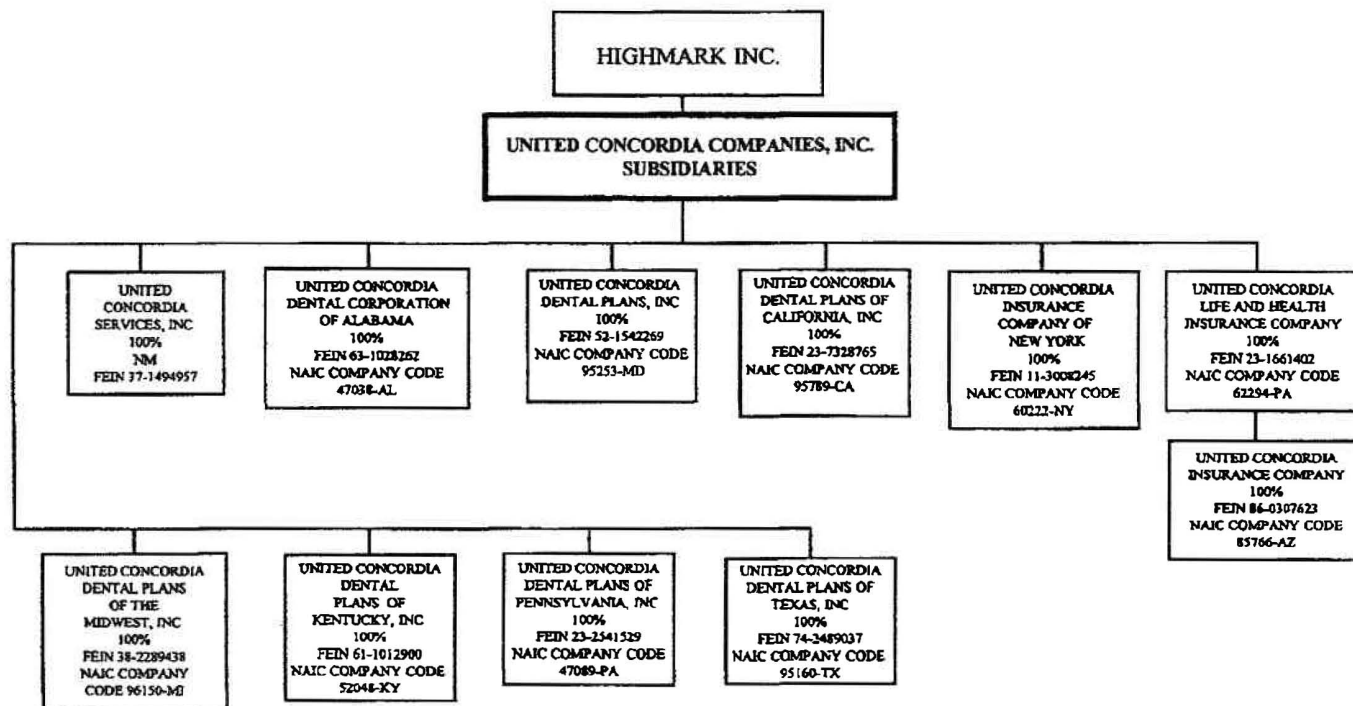 HIGHMARK INC.
UNITED CONCORDIA COMPANIES, INC.
SUBSIDIARIES
UNITED
CONCORDIA
SERVICES, INC
100%
NM
FEIN 37-1494957
UNITED CONCORDIA
DENTAL CORPORATION
OF ALABAMA
100%
FEIN 63-1028262
NAIC COMPANY CODE
47038-AL
UNITED CONCORDIA
DENTAL PLANS, INC
100%
FEIN 52-1542269
NAIC COMPANY CODE
95253-MD
UNITED CONCORDIA
DENTAL PLANS OF
CALIFORNIA, INC
100%
FEIN 23-7328765
NAIC COMPANY CODE
95789-CA
UNITED CONCORDIA
INSURANCE
COMPANY OF
NEW YORK
100%
FEIN 11-3008245
NAIC COMPANY CODE
60222-NY
UNITED CONCORDIA
LIFE AND HEALTH
INSURANCE COMPANY
100%
FEIN 23-1661402
NAIC COMPANY CODE
62294-PA
UNITED CONCORDIA
INSURANCE COMPANY
100%
FEIN 86-0307623
NAIC COMPANY CODE
85766-AZ
UNITED CONCORDIA
DENTAL PLANS
OF THE
MIDWEST, INC
100%
FEIN 38-2289438
NAIC COMPANY
CODE 96150-MI
UNITED CONCORDIA
DENTAL
PLANS OF
KENTUCKY, INC
100%
FEIN 61-1012900
NAIC COMPANY CODE
52048-KY
UNITED CONCORDIA
DENTAL PLANS OF
PENNSYLVANIA, INC
100%
FEIN 23-2541529
NAIC COMPANY CODE
47089-PA
UNITED CONCORDIA
DENTAL PLANS OF
TEXAS, INC
100%
FEIN 74-2489037
NAIC COMPANY CODE
95160-TX